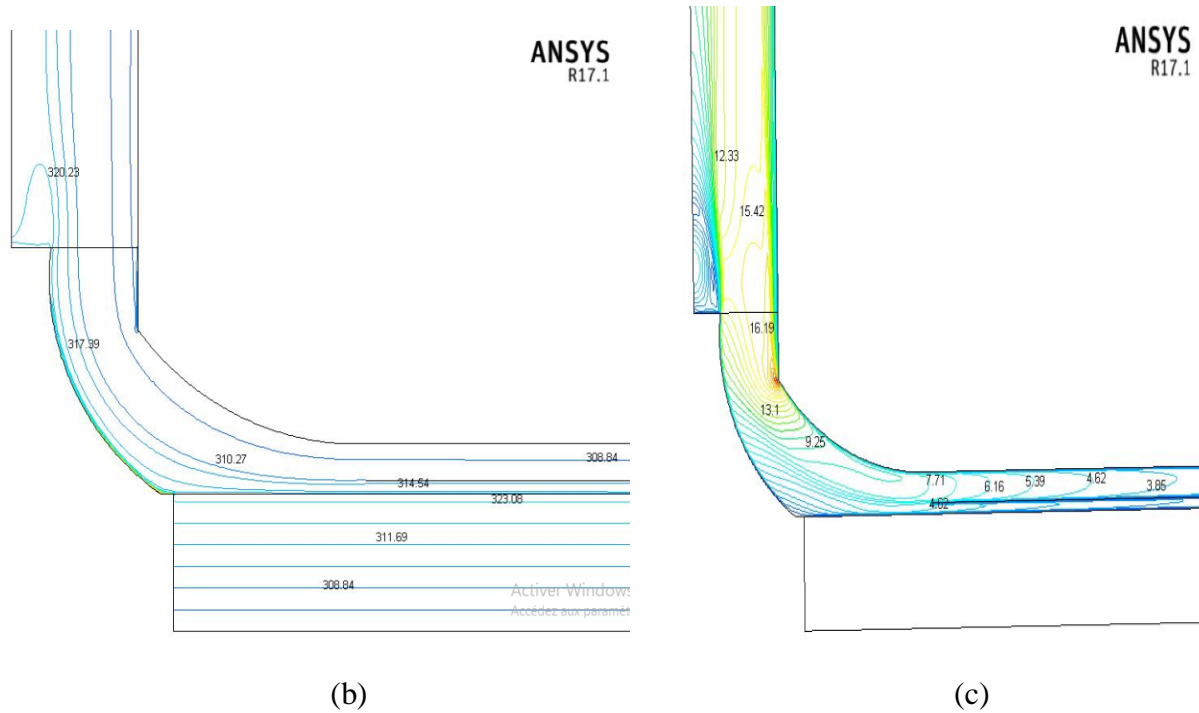 ANSYS
R17.1
320.23
317.39
310.27
308.84
314.54
323.08
311.69
308.84
Activer Windows
Accédez aux paramèt
(b)
ANSYS
R17.1
12.33
15.42
16.19
13.1
9.25
7.71
6.16
5.39
4.62
3.85
4.62
(c)